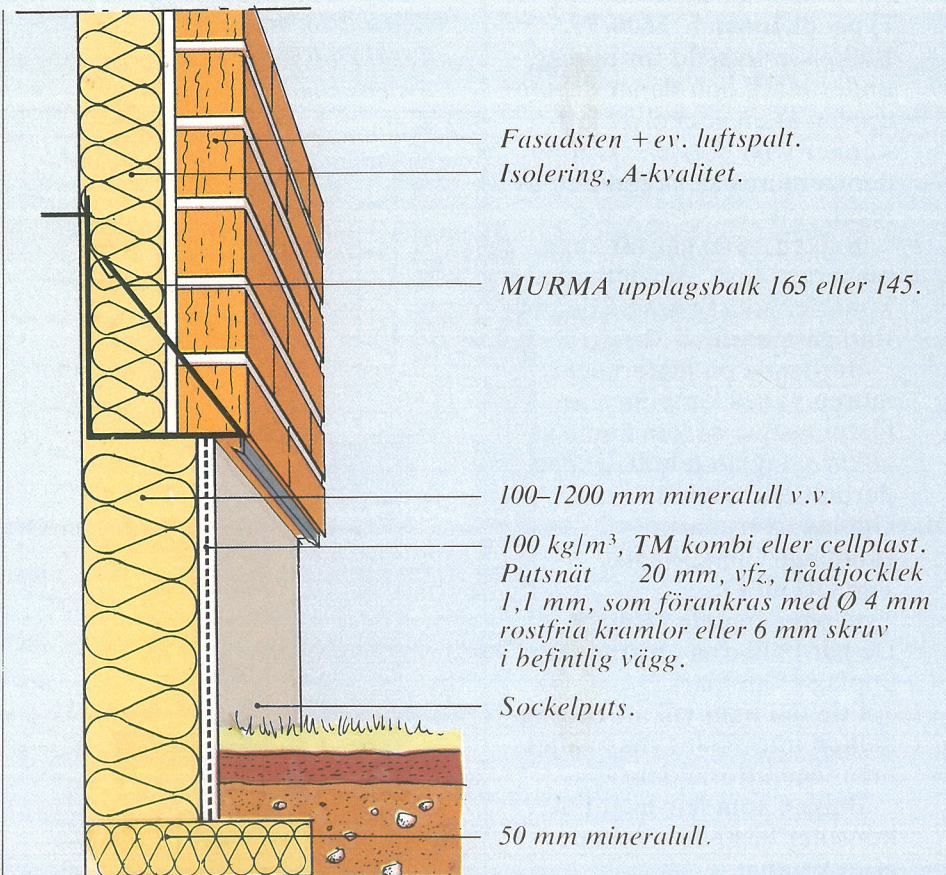 Fasadsten + ev. luftspalt.
Isolering, A-kvalitet.
MURMA upplagsbalk 165 eller 145.
100–1200 mm mineralull v.v.
100 kg/m³, TM kombi eller cellplast.
Putsnät 20 mm, vfz, trådtjocklek
1,1 mm, som förankras med Ø 4 mm
rostfria kramlor eller 6 mm skruv
i befintlig vägg.
Sockelputs.
50 mm mineralull.